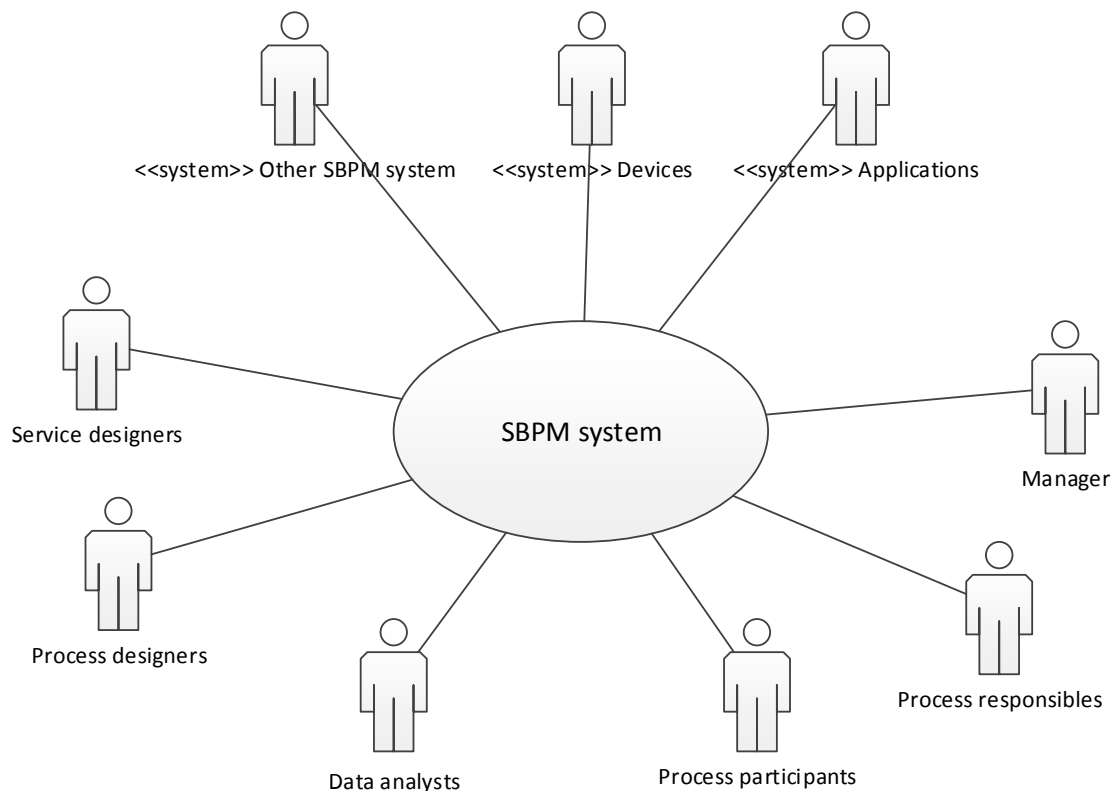 <<system>> Other SBPM system
<<system>> Devices
<<system>> Applications
Service designers
SBPM system
Manager
Process designers
Process responsibles
Data analysts
Process participants